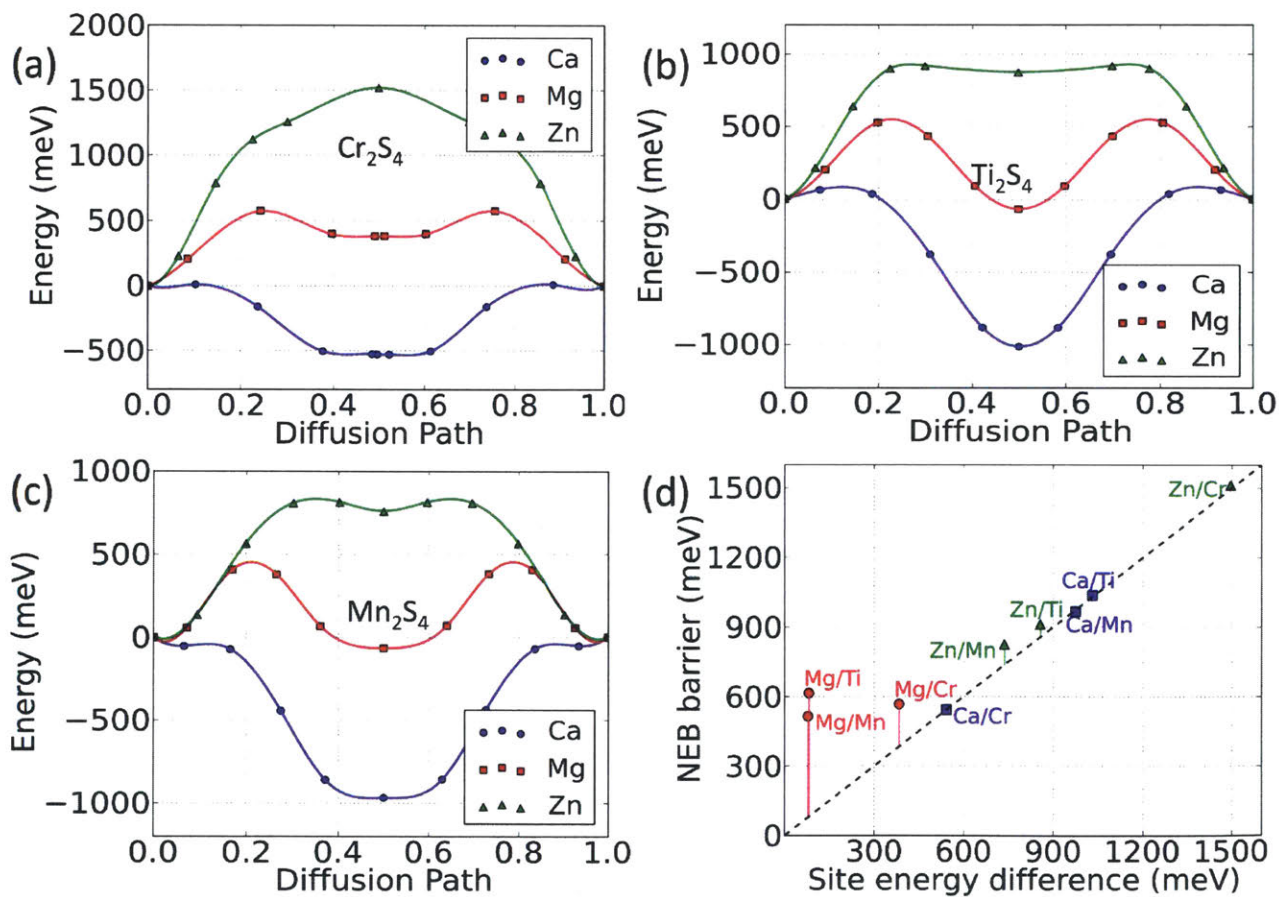 (a)
2000
1500
1000
500
0
−500
Energy (meV)
Ca
Mg
Zn
Cr2S4
0.0 0.2 0.4 0.6 0.8 1.0
Diffusion Path
(b)
1000
500
0
−500
−1000
Energy (meV)
Ti2S4
Ca
Mg
Zn
0.0 0.2 0.4 0.6 0.8 1.0
Diffusion Path
(c)
1000
500
0
−500
−1000
Energy (meV)
Mn2S4
Ca
Mg
Zn
0.0 0.2 0.4 0.6 0.8 1.0
Diffusion Path
(d)
1500
1200
900
600
300
0
NEB barrier (meV)
Zn/Cr
Ca/Ti
Zn/Ti
Ca/Mn
Zn/Mn
Mg/Ti
Mg/Cr
Mg/Mn
Ca/Cr
300 600 900 1200 1500
Site energy difference (meV)